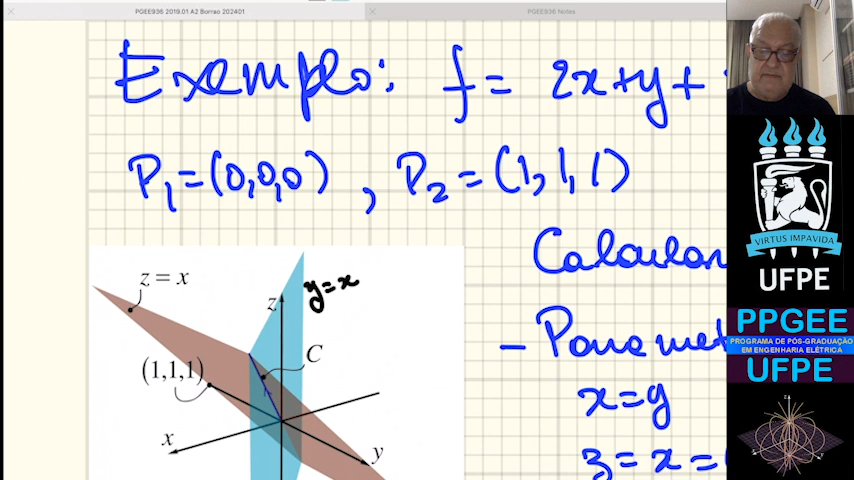 PGEE936 2019.01 A2 Borrao 202401
PGEE936 Notes
Exemplo: f = 2x+y+
P₁=(0,0,0), P₂=(1,1,1)
Calcular
- Paramet
x=y
z=x=
z=x
y=x
z
C
(1,1,1)
x
y
VIRTUS IMPAVIDA
UFPE
PPGEE
PROGRAMA DE PÓS-GRADUAÇÃO
EM ENGENHARIA ELÉTRICA
UFPE